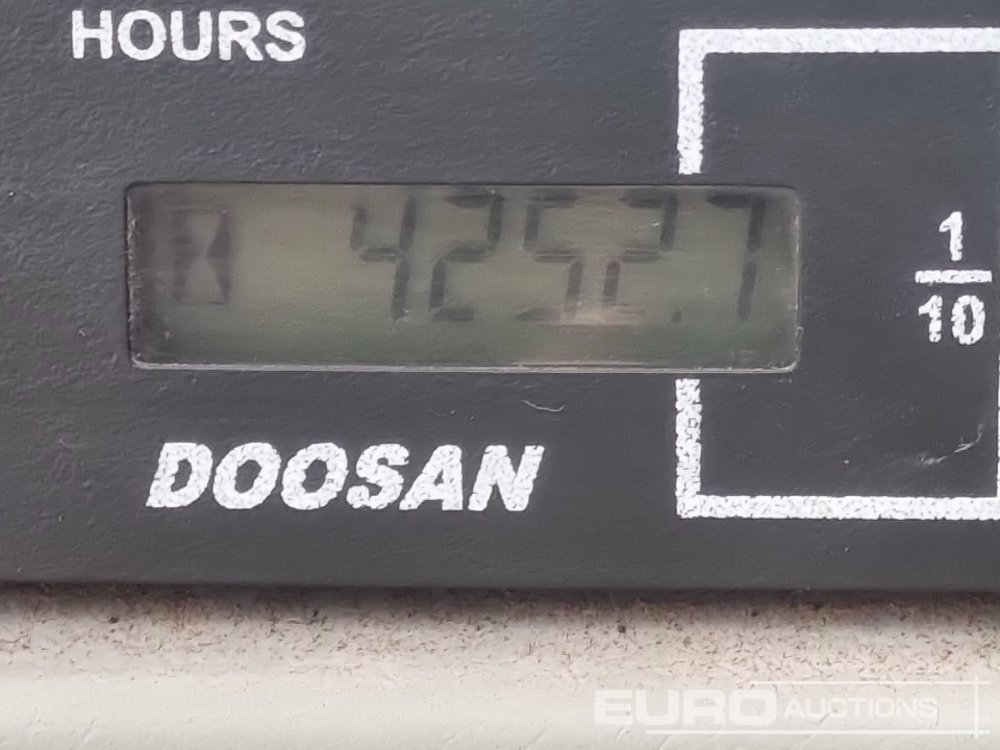 HOURS
4252.7
1
10
DOOSAN
EURO AUCTIONS